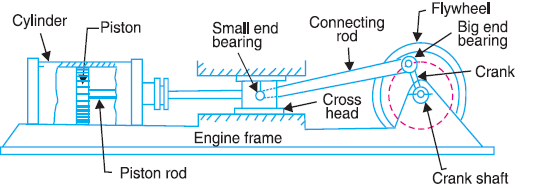 Cylinder
Piston
Small end
bearing
Connecting
rod
Flywheel
Big end
bearing
Crank
Cross
head
Engine frame
Piston rod
Crank shaft